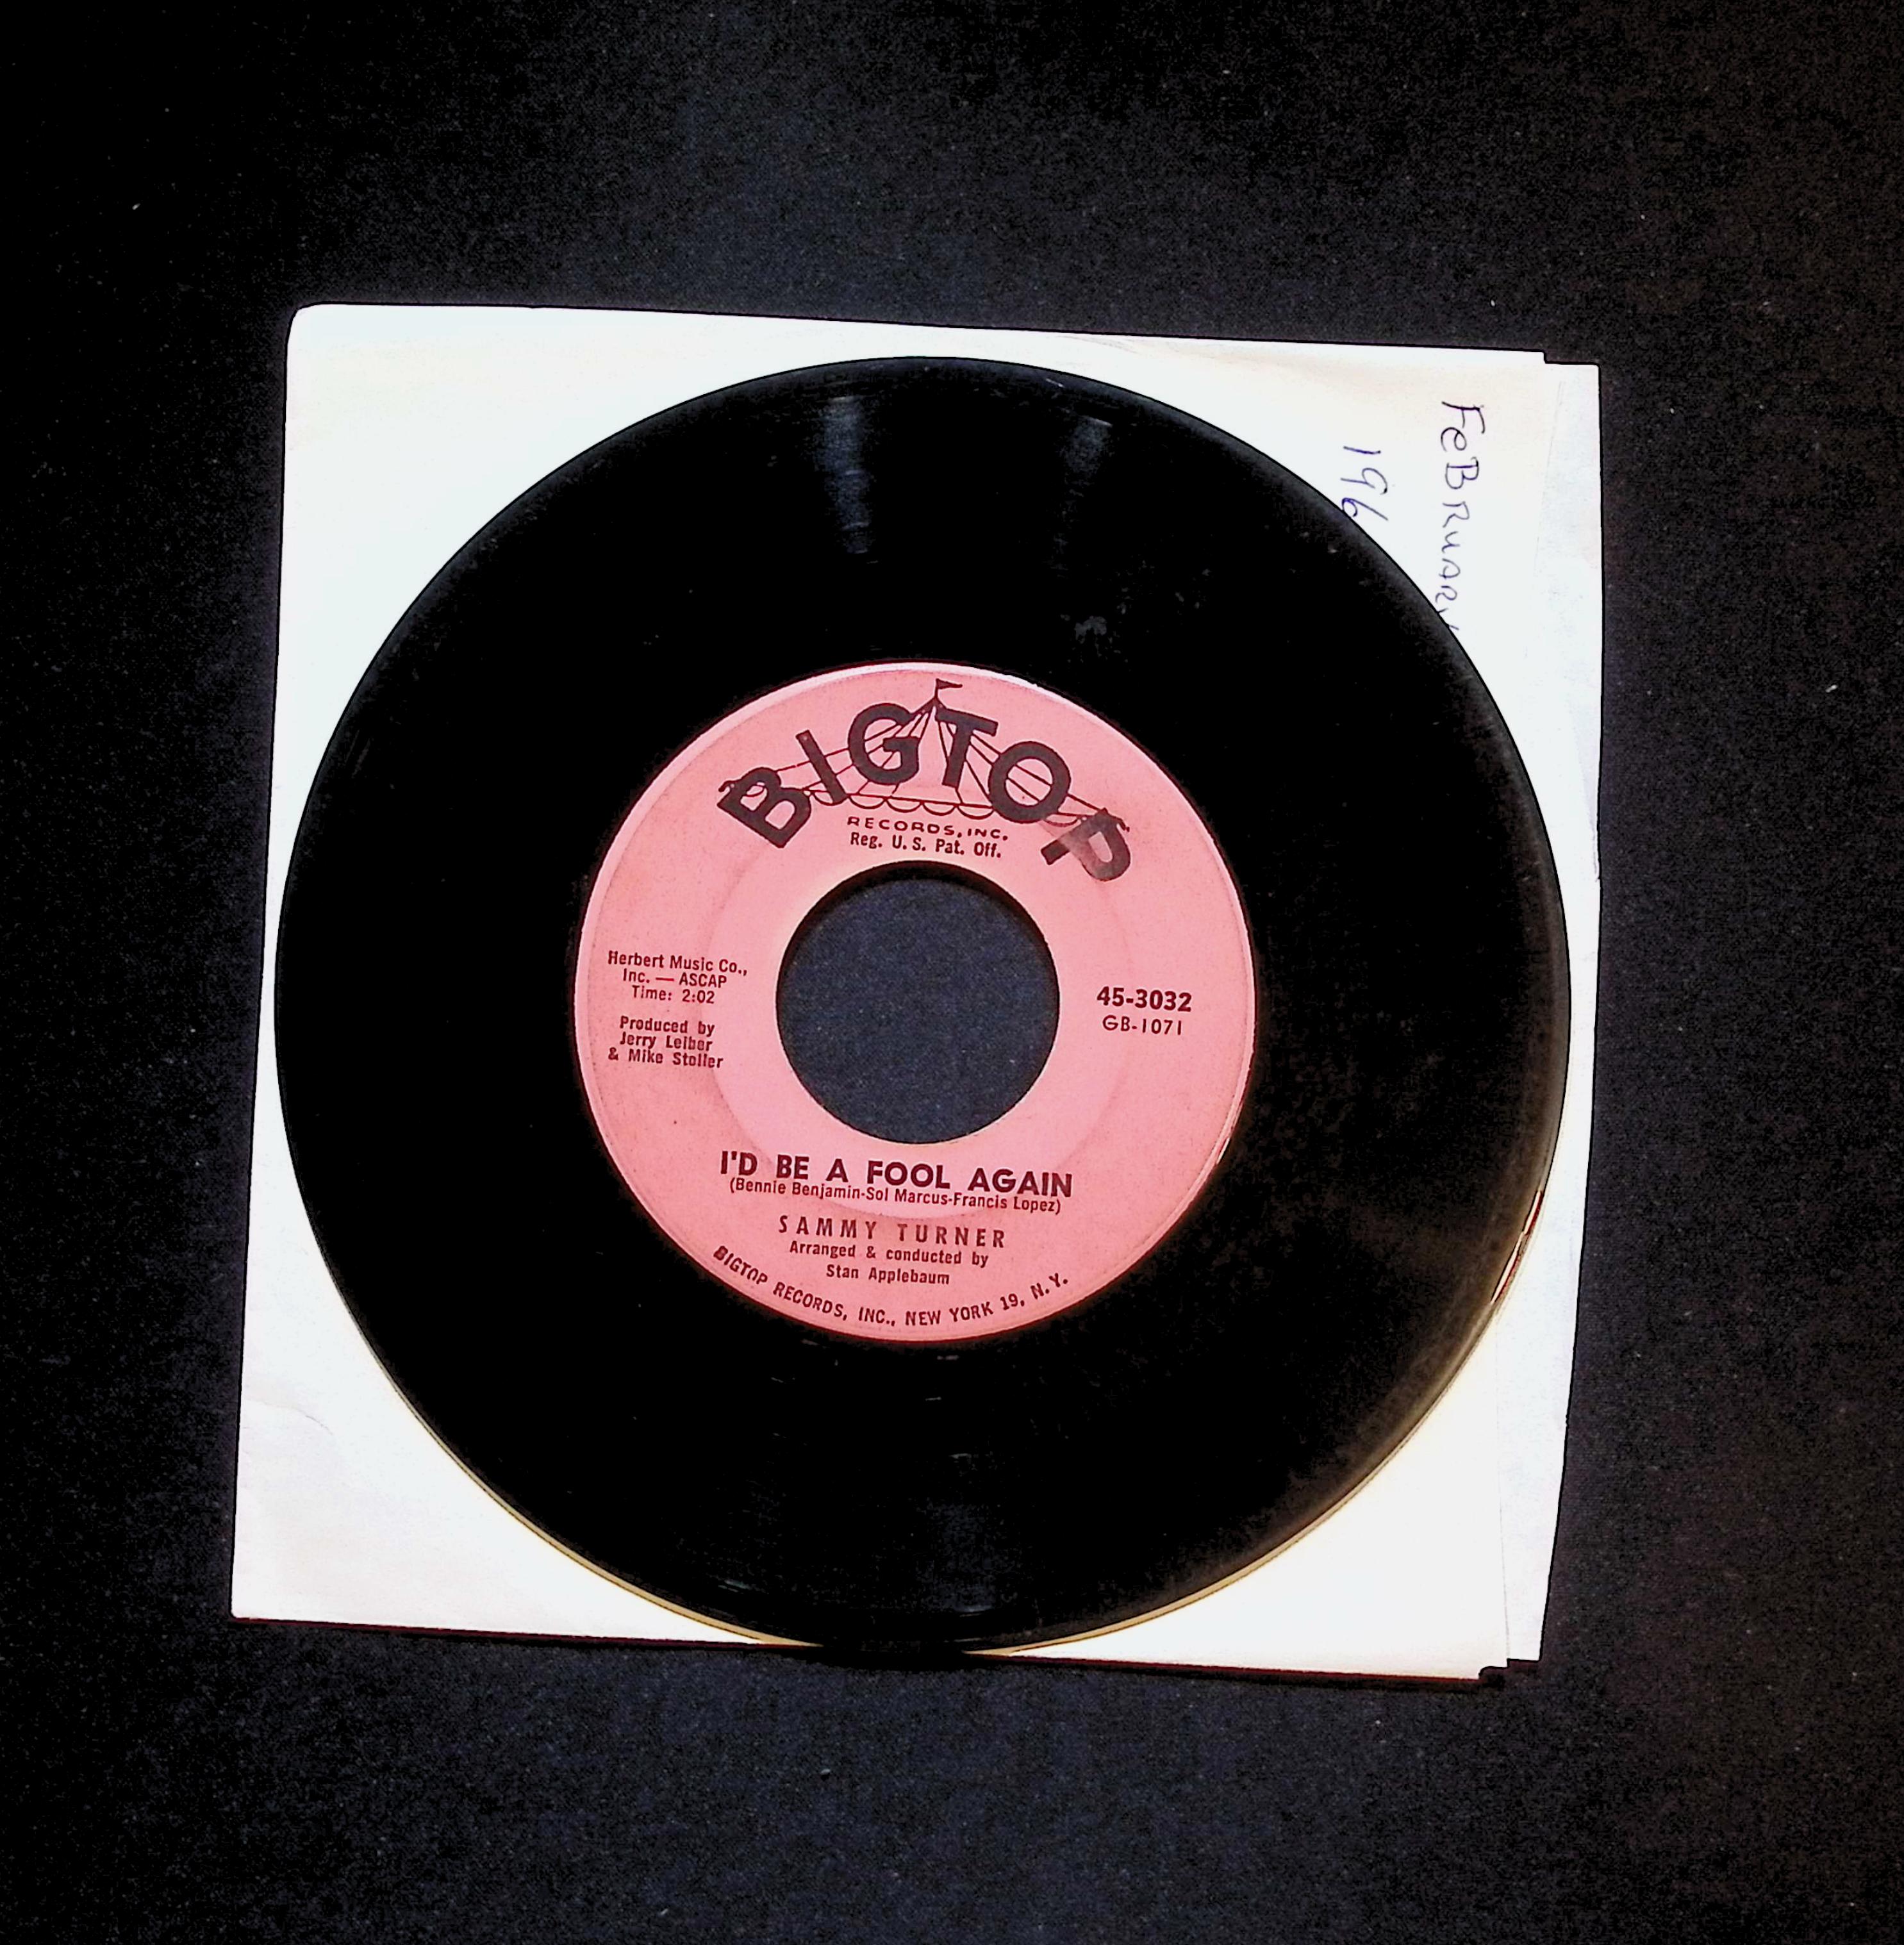 BIGTOP
RECORDS, INC.
Reg. U. S. Pat. Off.
Herbert Music Co.,
Inc. — ASCAP
Time: 2:02
Produced by
Jerry Leiber
& Mike Stoller
45-3032
GB-1071
I'D BE A FOOL AGAIN
(Bennie Benjamin-Sol Marcus-Francis Lopez)
SAMMY TURNER
Arranged & conducted by
Stan Applebaum
BIGTOP RECORDS, INC., NEW YORK 19, N. Y.
FeBRuARY
196